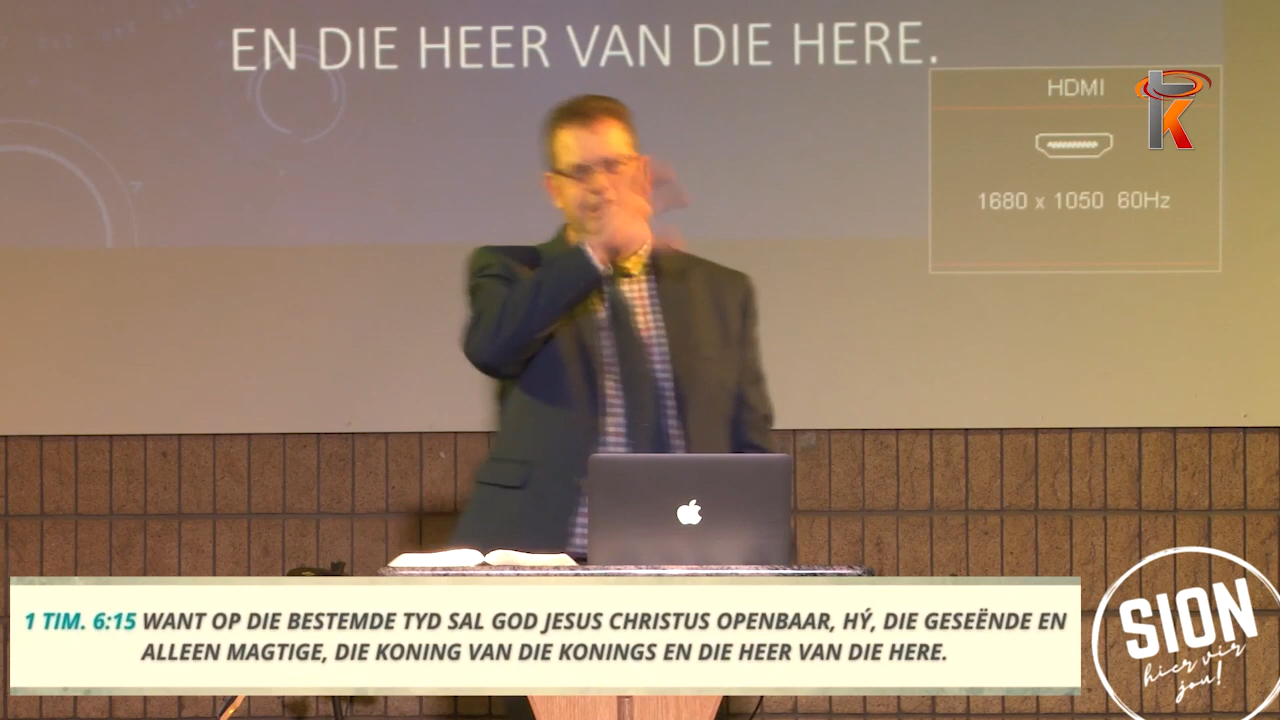 EN DIE HEER VAN DIE HERE.
HDMI
1680 x 1050 60Hz
tk
1 TIM. 6:15 WANT OP DIE BESTEMDE TYD SAL GOD JESUS CHRISTUS OPENBAAR, HÝ, DIE GESEËNDE EN
ALLEEN MAGTIGE, DIE KONING VAN DIE KONINGS EN DIE HEER VAN DIE HERE.
SION
hier vir
jou!